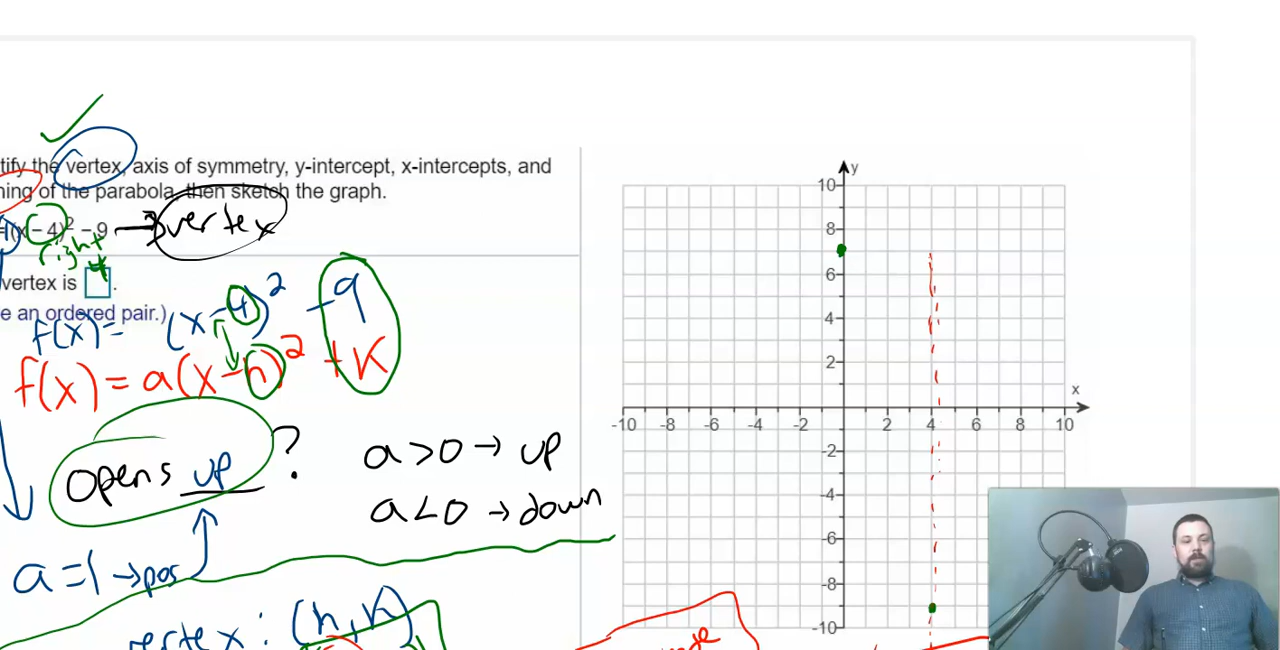 tify the vertex, axis of symmetry, y-intercept, x-intercepts, and
ning of the parabola, then sketch the graph.
(x - 4)² - 9 → vertex
right 4
vertex is .
e an ordered pair.)
f(x) = (x - 4)² - 9
f(x) = a(x - h)² + k
opens up ?
a > 0 → up
a < 0 → down
a = 1 → pos
vertex : (h, k)
y
10
8
6
4
2
x
-10 -8 -6 -4 -2 2 4 6 8 10
-2
-4
-6
-8
-10